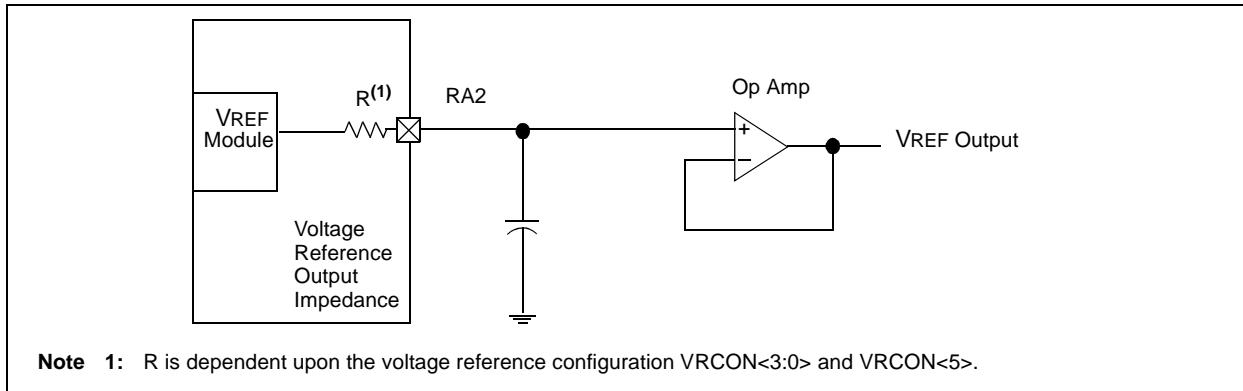 R(1)
RA2
Op Amp
VREF
Module
+
−
VREF Output
Voltage
Reference
Output
Impedance
Note 1: R is dependent upon the voltage reference configuration VRCON<3:0> and VRCON<5>.